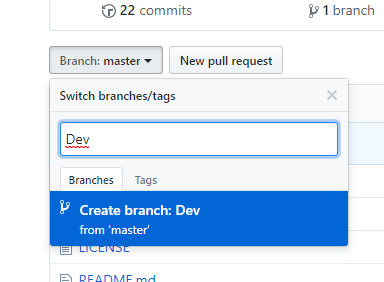 22 commits
1 branch
Branch: master
New pull request
Switch branches/tags
Dev
Branches
Tags
Create branch: Dev
from 'master'
LICENSE
README.md